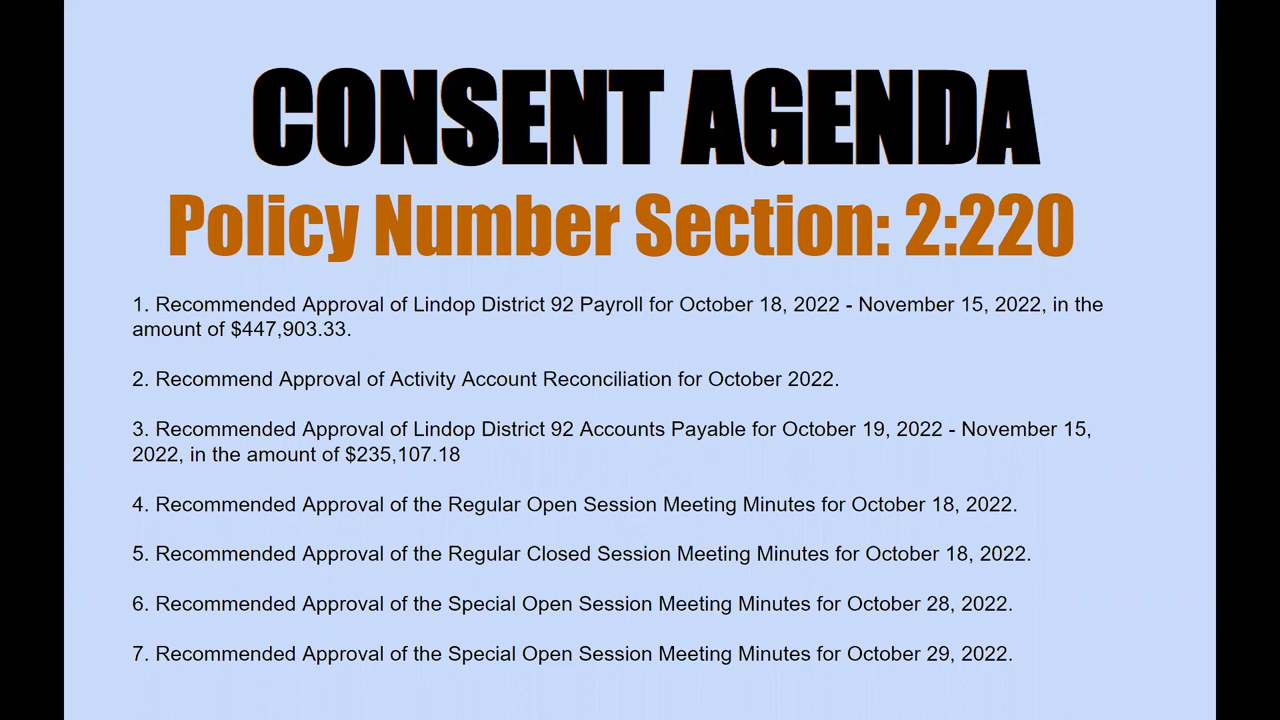 CONSENT AGENDA
Policy Number Section: 2:220
1. Recommended Approval of Lindop District 92 Payroll for October 18, 2022 - November 15, 2022, in the
amount of $447,903.33.
2. Recommend Approval of Activity Account Reconciliation for October 2022.
3. Recommended Approval of Lindop District 92 Accounts Payable for October 19, 2022 - November 15,
2022, in the amount of $235,107.18
4. Recommended Approval of the Regular Open Session Meeting Minutes for October 18, 2022.
5. Recommended Approval of the Regular Closed Session Meeting Minutes for October 18, 2022.
6. Recommended Approval of the Special Open Session Meeting Minutes for October 28, 2022.
7. Recommended Approval of the Special Open Session Meeting Minutes for October 29, 2022.